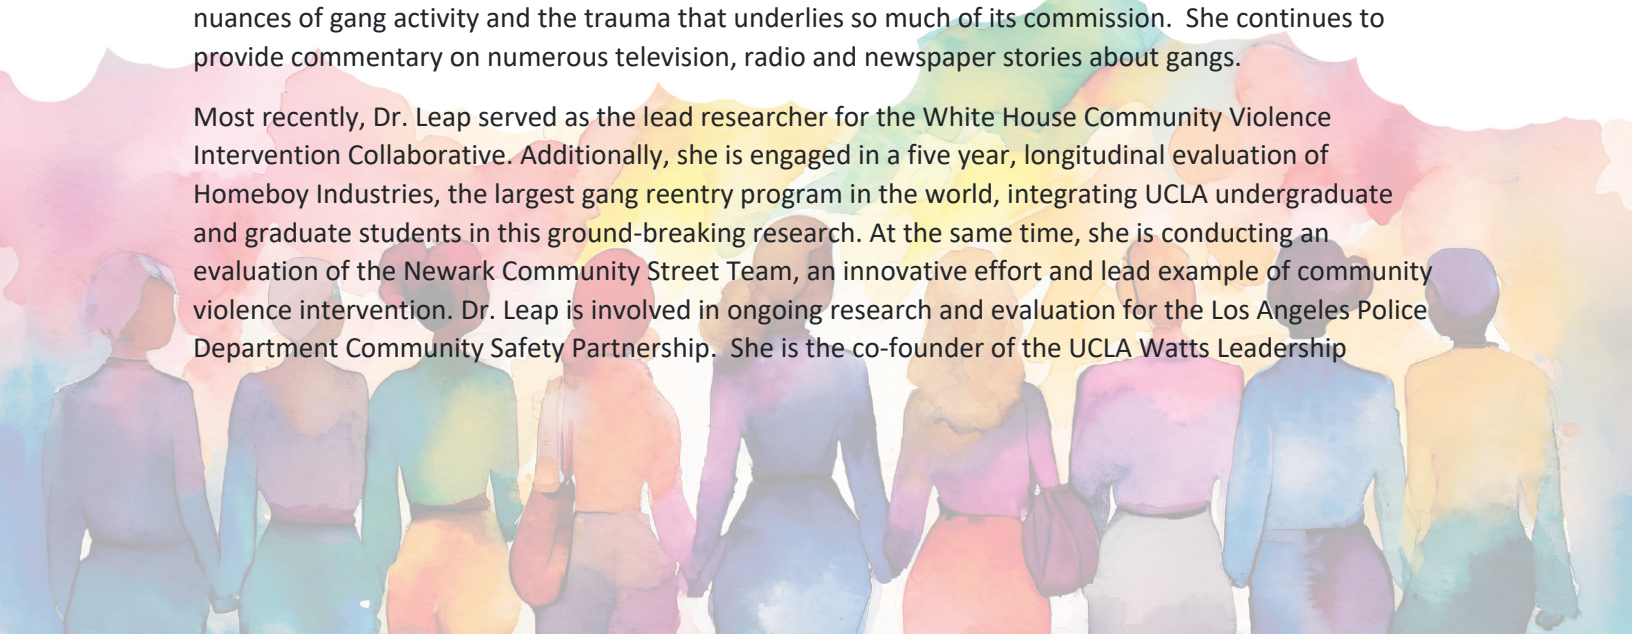 nuances of gang activity and the trauma that underlies so much of its commission.  She continues to
provide commentary on numerous television, radio and newspaper stories about gangs.
Most recently, Dr. Leap served as the lead researcher for the White House Community Violence
Intervention Collaborative. Additionally, she is engaged in a five year, longitudinal evaluation of
Homeboy Industries, the largest gang reentry program in the world, integrating UCLA undergraduate
and graduate students in this ground-breaking research. At the same time, she is conducting an
evaluation of the Newark Community Street Team, an innovative effort and lead example of community
violence intervention. Dr. Leap is involved in ongoing research and evaluation for the Los Angeles Police
Department Community Safety Partnership.  She is the co-founder of the UCLA Watts Leadership